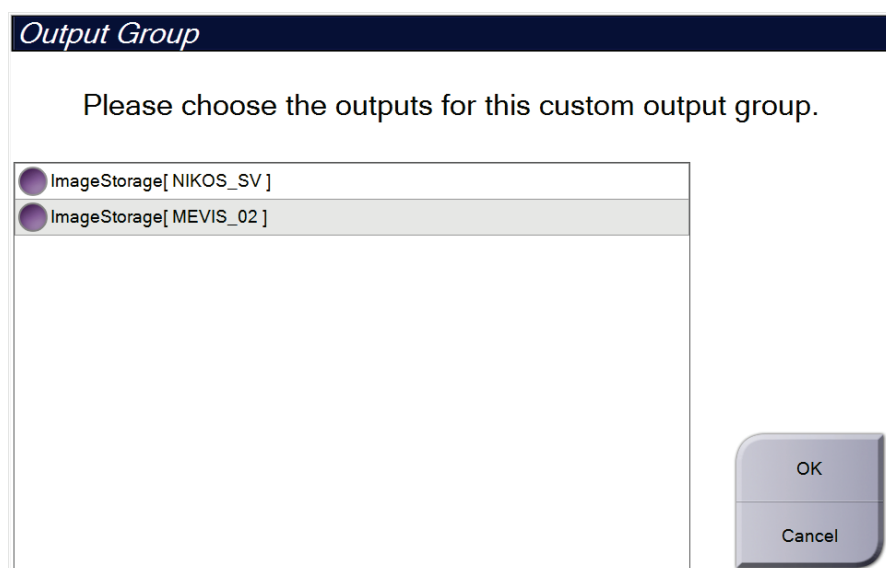 Output Group
Please choose the outputs for this custom output group.
ImageStorage[ NIKOS_SV ]
ImageStorage[ MEVIS_02 ]
OK
Cancel